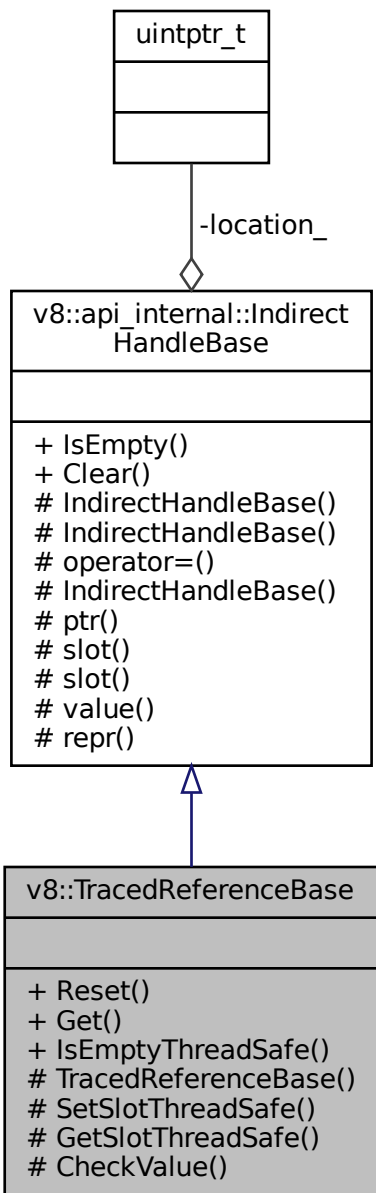 uintptr_t
-location_
v8::api_internal::Indirect
HandleBase
+ IsEmpty()
+ Clear()
# IndirectHandleBase()
# IndirectHandleBase()
# operator=()
# IndirectHandleBase()
# ptr()
# slot()
# slot()
# value()
# repr()
v8::TracedReferenceBase
+ Reset()
+ Get()
+ IsEmptyThreadSafe()
# TracedReferenceBase()
# SetSlotThreadSafe()
# GetSlotThreadSafe()
# CheckValue()